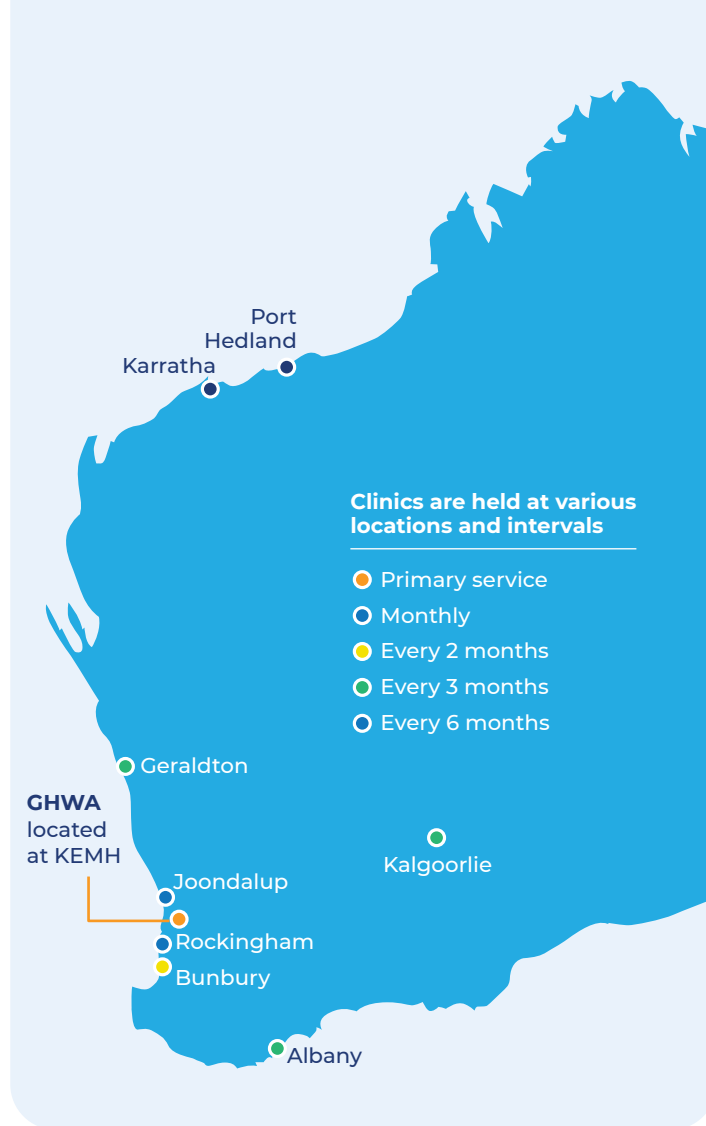 Port
Hedland
Karratha
Clinics are held at various
locations and intervals
Primary service
Monthly
Every 2 months
Every 3 months
Every 6 months
Geraldton
GHWA
located
at KEMH
Kalgoorlie
Joondalup
Rockingham
Bunbury
Albany